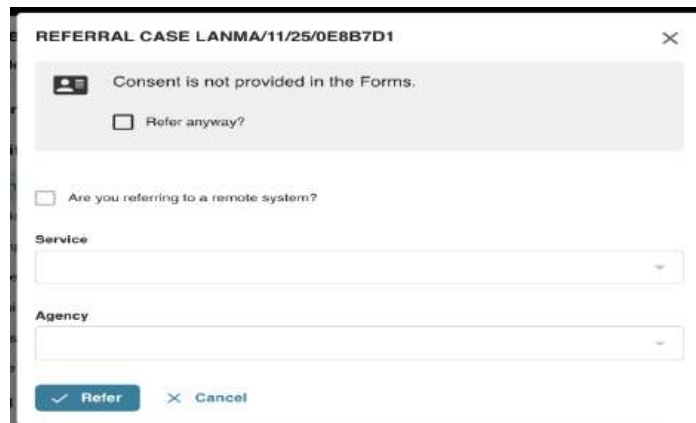 REFERRAL CASE LANMA/11/25/0E8B7D1
Consent is not provided in the Forms.
Refer anyway?
Are you referring to a remote system?
Service
Agency
Refer
Cancel